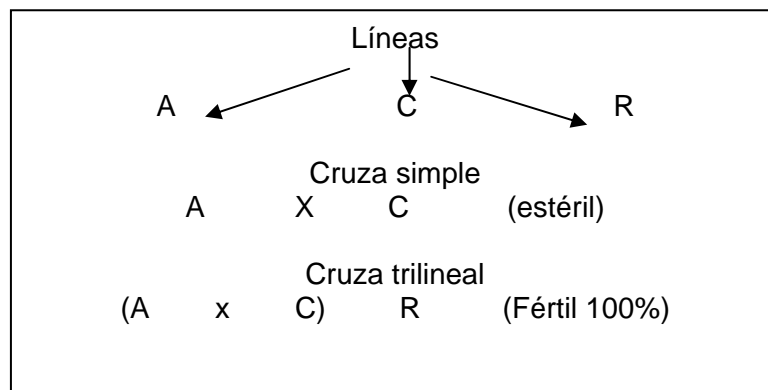 Líneas
A C R
Cruza simple
A X C (estéril)
Cruza trilineal
(A x C) R (Fértil 100%)